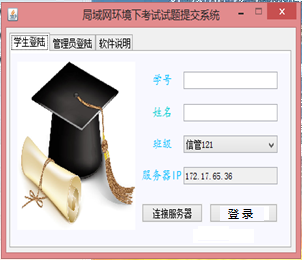 局域网环境下考试试题提交系统
学生登陆 管理员登陆 软件说明
学号
姓名
班级 信管121
服务器IP 172.17.65.36
连接服务器 登录